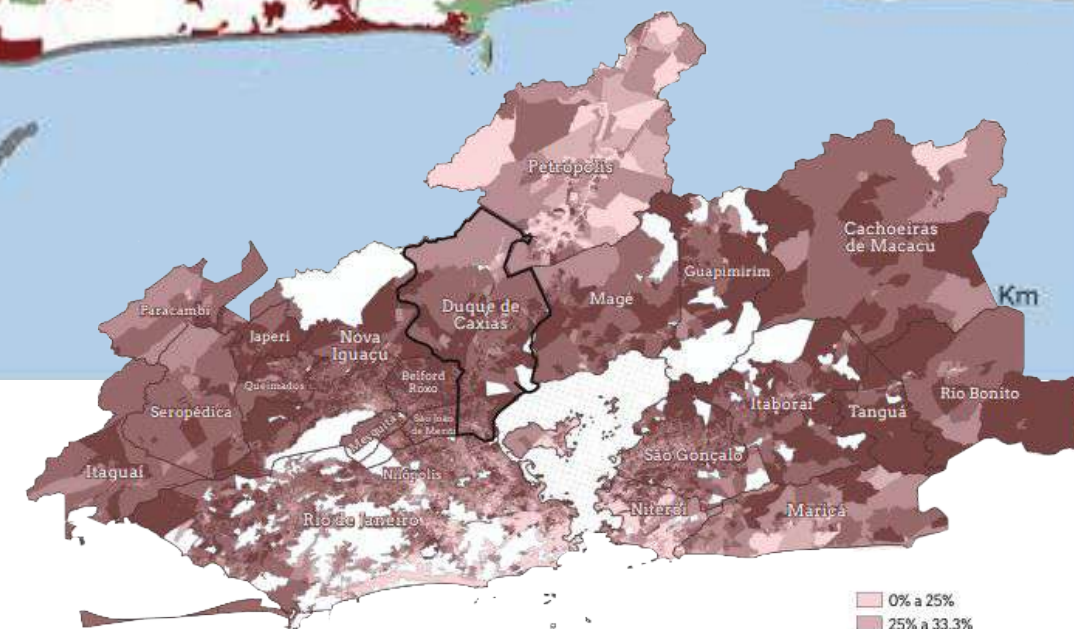 Petrópolis
Cachoeiras
de Macacu
Km
Guapimirim
Magé
Duque de
Caxias
Paracambi
Japeri
Nova
Iguaçu
Belford
Roxo
Queimados
Rio Bonito
Seropédica
Itaboraí
Tanguá
São João
de Meriti
Mesquita
São Gonçalo
Itaguaí
Nilópolis
Niterói
Maricá
Rio de Janeiro
0% a 25%
25% a 33,3%